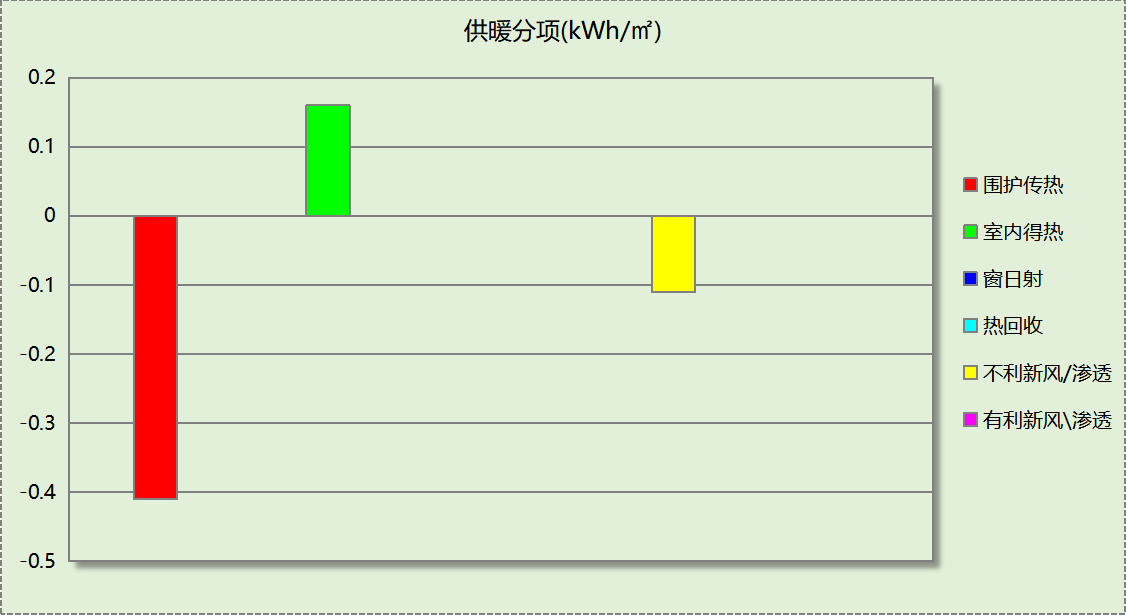 供暖分项(kWh/㎡)
0.2
0.1
0
-0.1
-0.2
-0.3
-0.4
-0.5
围护传热
室内得热
窗日射
热回收
不利新风/渗透
有利新风\渗透